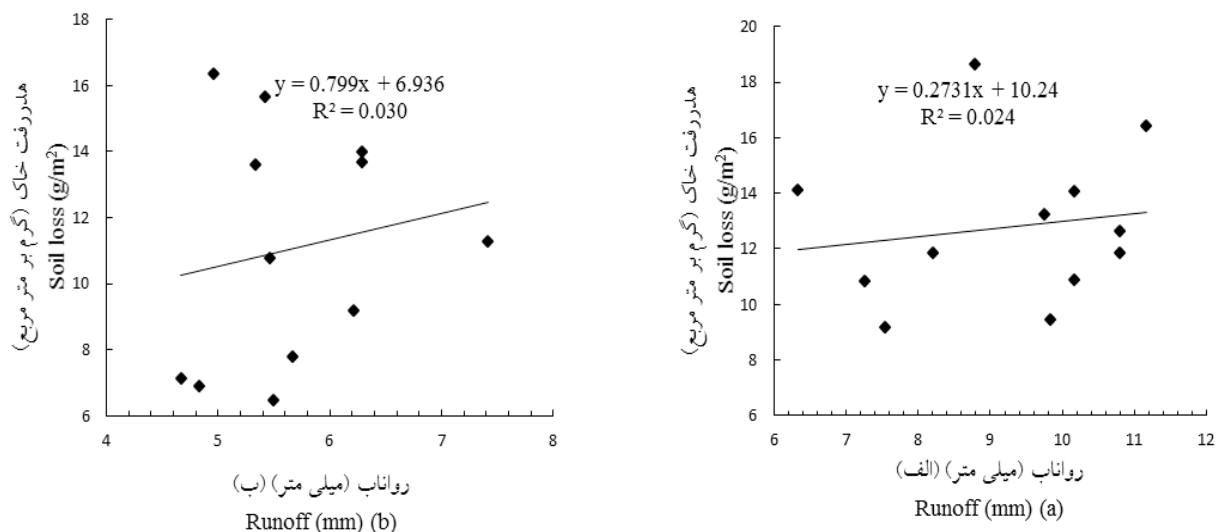 18
16
14
12
10
8
6
هدررفت خاک (گرم بر متر مربع)
Soil loss (g/m²)
y = 0.799x + 6.936
R² = 0.030
4 5 6 7 8
رواناب (میلی متر) (ب)
Runoff (mm) (b)
20
18
16
14
12
10
8
6
هدررفت خاک (گرم بر متر مربع)
Soil loss (g/m²)
y = 0.2731x + 10.24
R² = 0.024
6 7 8 9 10 11 12
رواناب (میلی متر) (الف)
Runoff (mm) (a)